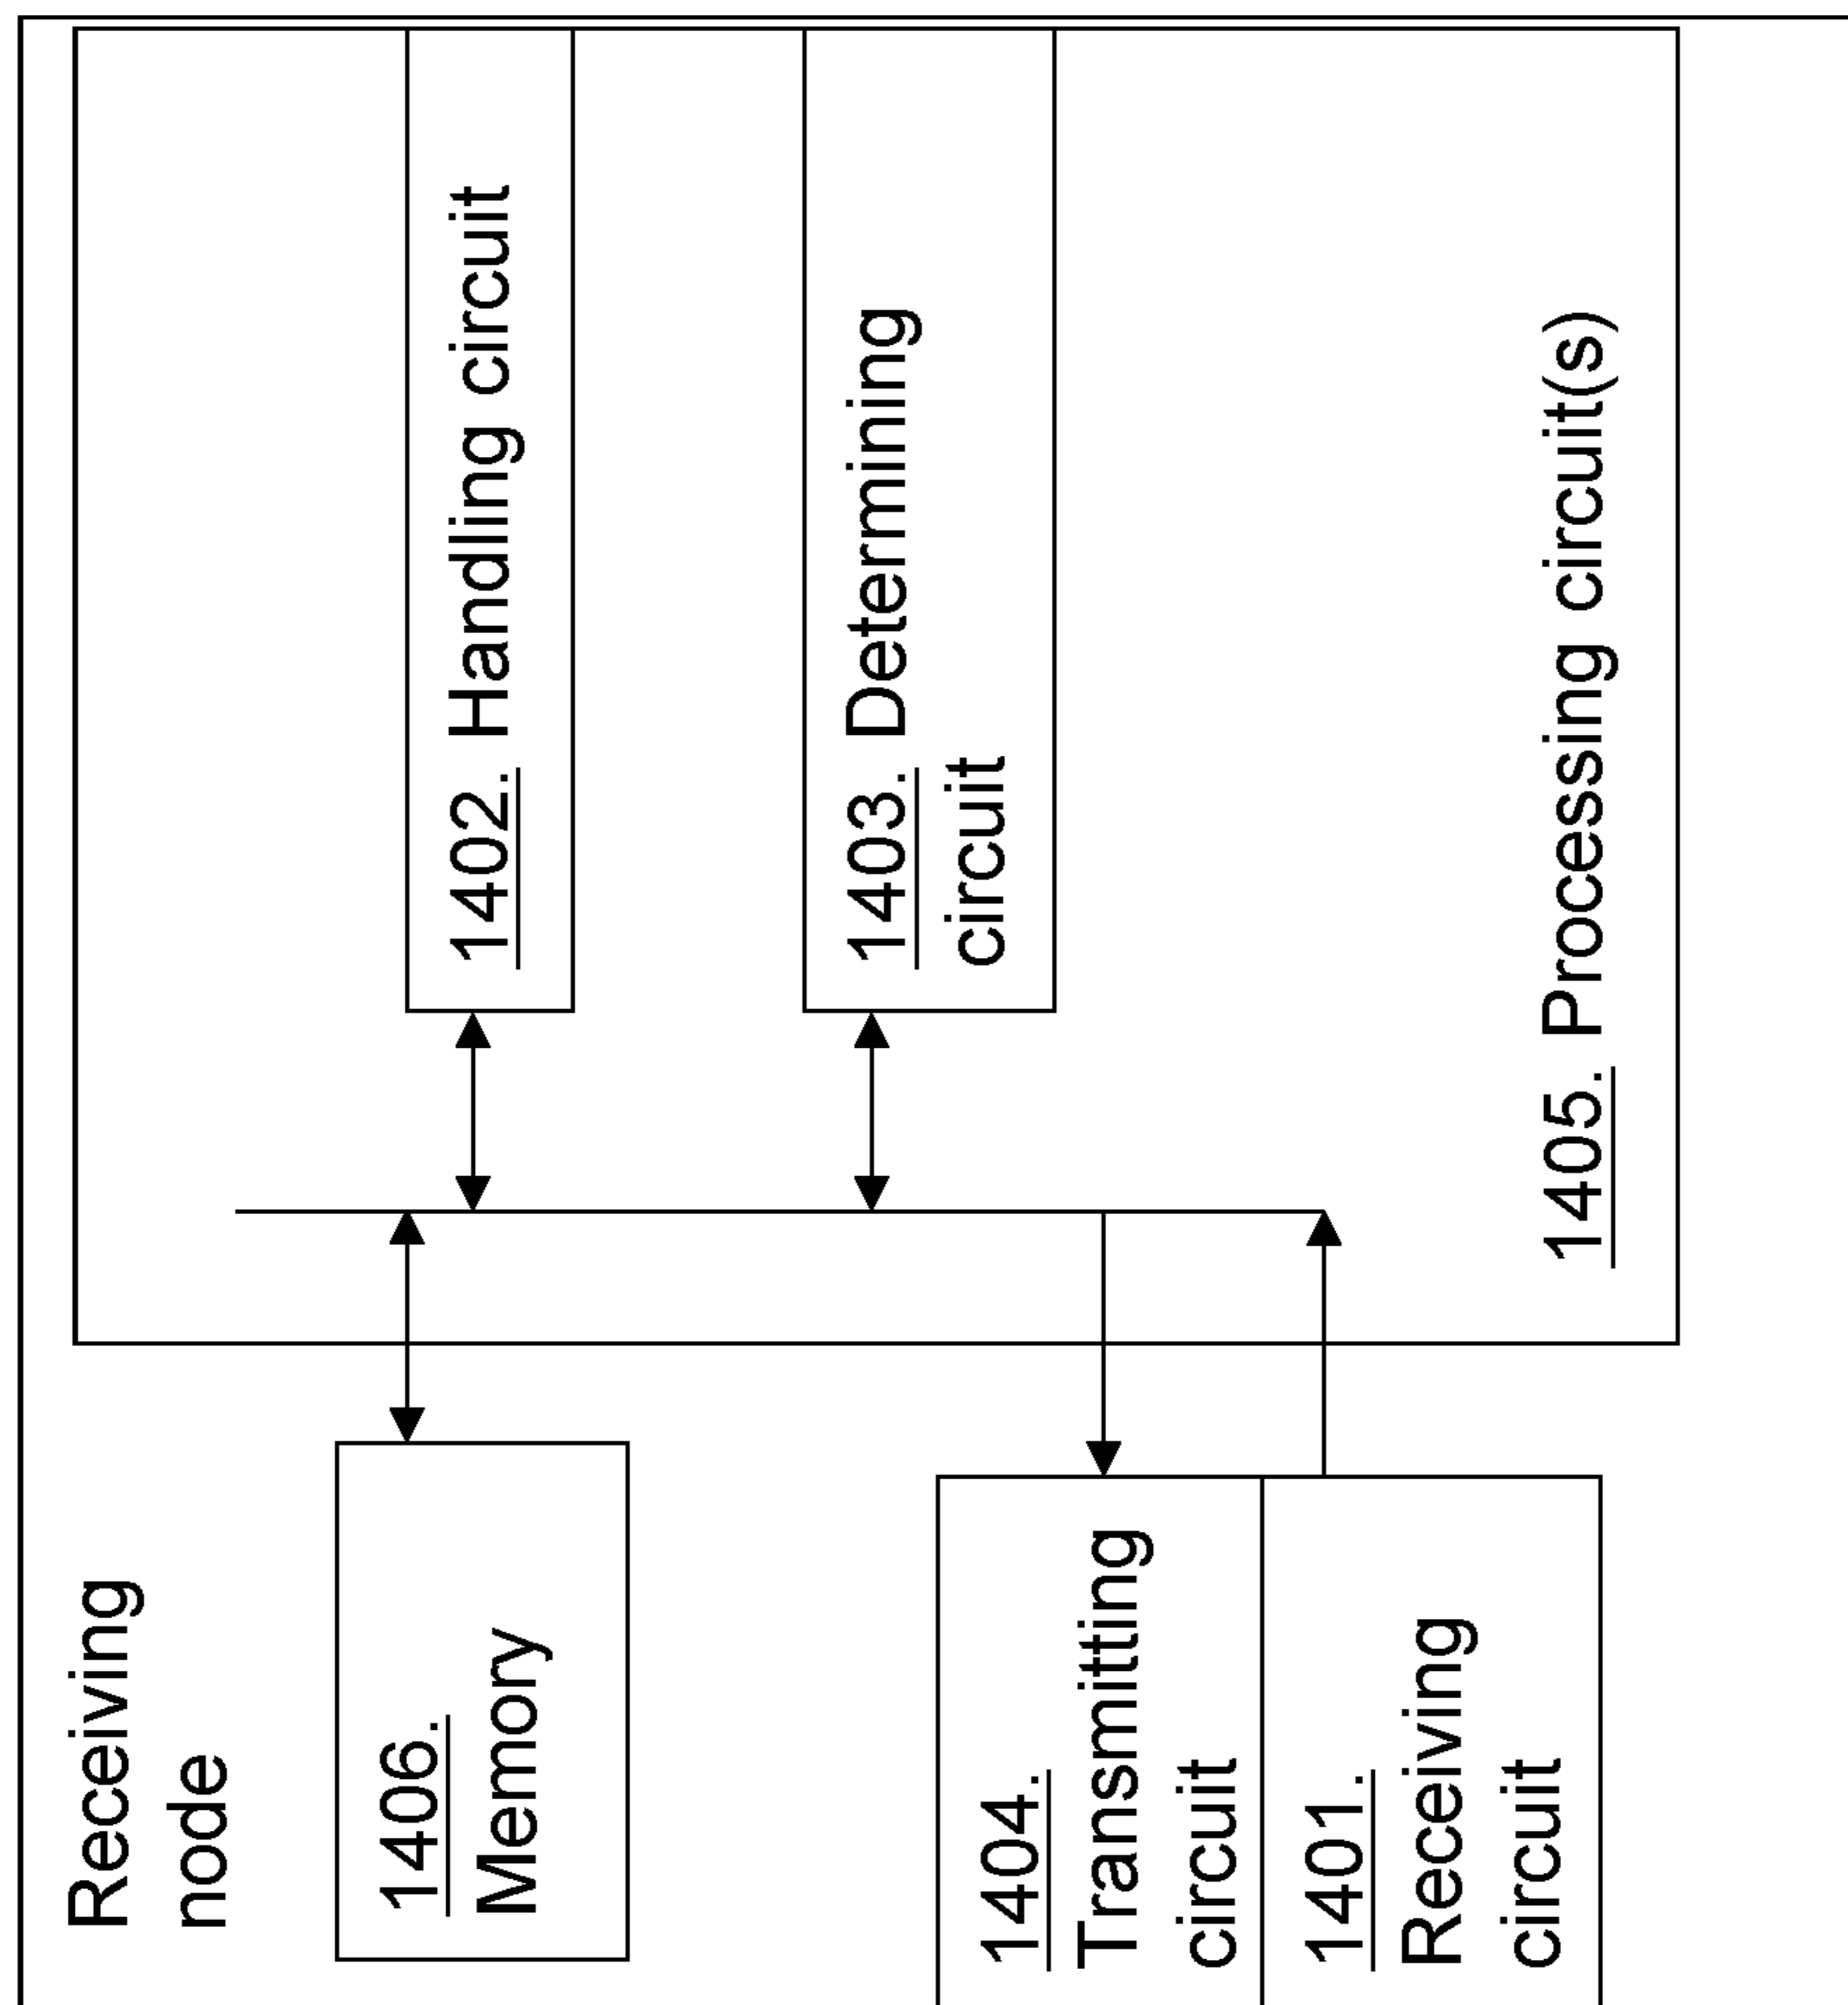 Receiving
node
1406.
Memory
1404.
Transmitting
circuit
1401.
Receiving
circuit
1402. Handling circuit
1403. Determining
circuit
1405. Processing circuit(s)